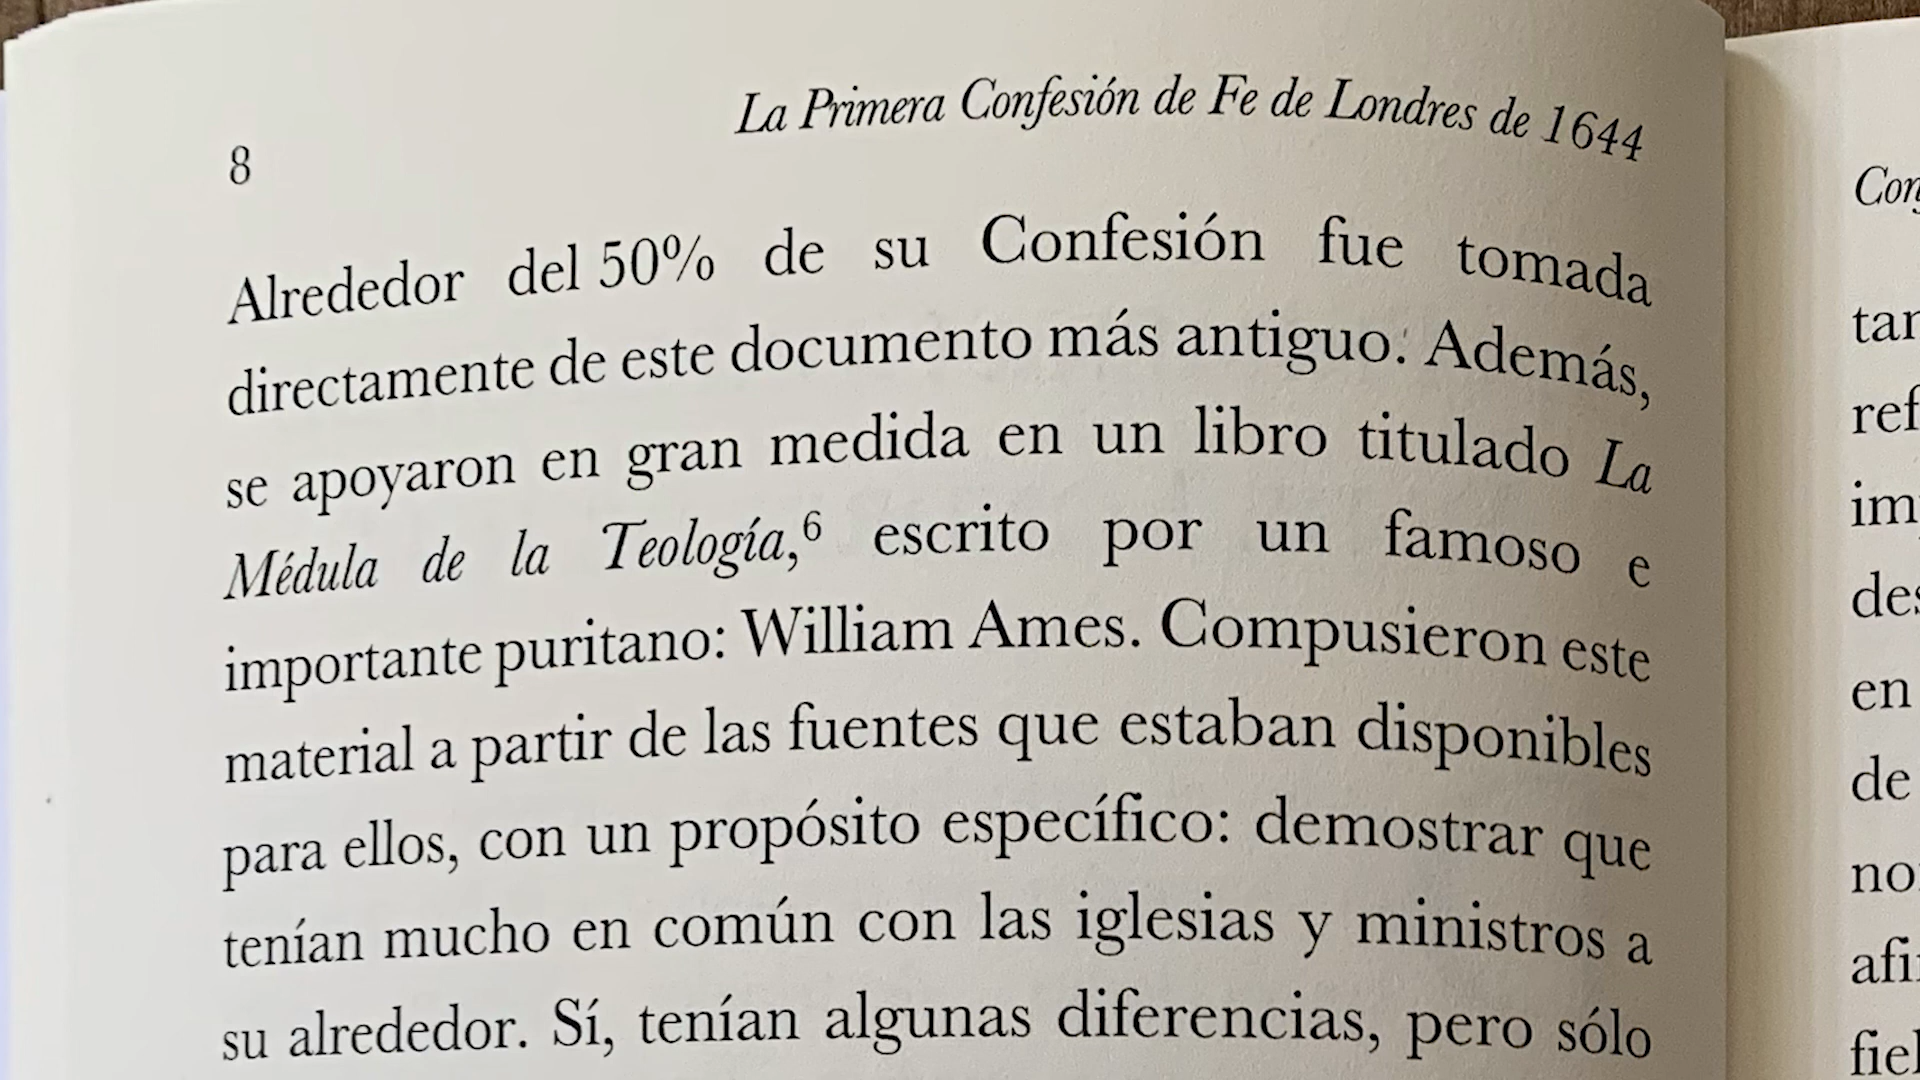 La Primera Confesión de Fe de Londres de 1644
8
Alrededor del 50% de su Confesión fue tomada
directamente de este documento más antiguo. Además,
se apoyaron en gran medida en un libro titulado La
Médula de la Teología,⁶ escrito por un famoso e
importante puritano: William Ames. Compusieron este
material a partir de las fuentes que estaban disponibles
para ellos, con un propósito específico: demostrar que
tenían mucho en común con las iglesias y ministros a
su alrededor. Sí, tenían algunas diferencias, pero sólo
en
de